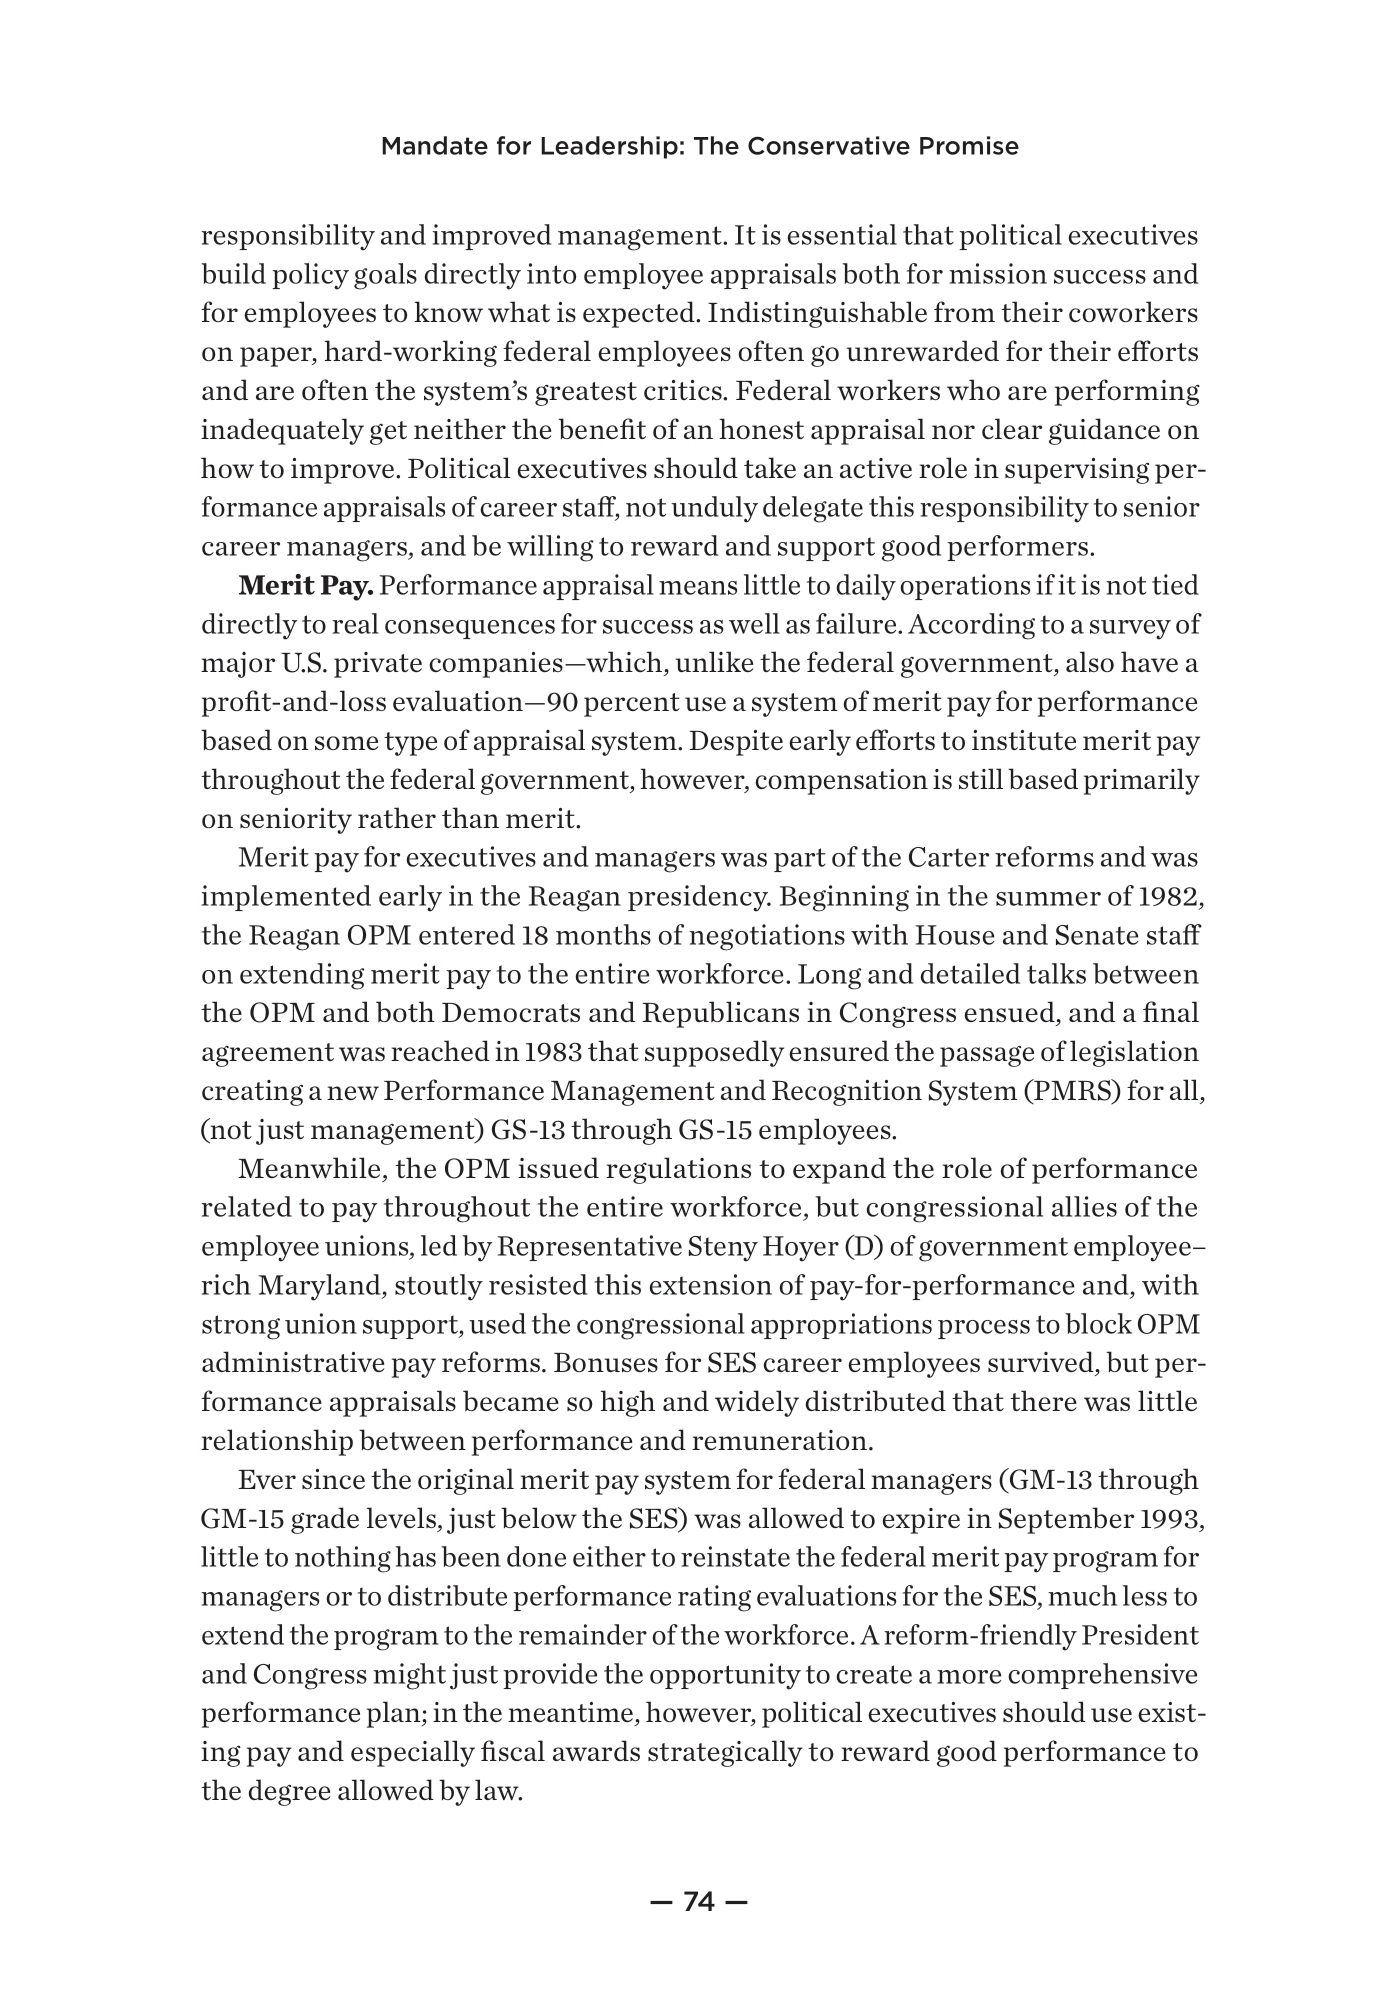 Mandate for Leadership: The Conservative Promise
responsibility and improved management. It is essential that political executives
build policy goals directly into employee appraisals both for mission success and
for employees to know what is expected. Indistinguishable from their coworkers
on paper, hard-working federal employees often go unrewarded for their efforts
and are often the system’s greatest critics. Federal workers who are performing
inadequately get neither the benefit of an honest appraisal nor clear guidance on
how to improve. Political executives should take an active role in supervising per-
formance appraisals of career staff, not unduly delegate this responsibility to senior
career managers, and be willing to reward and support good performers.
Merit Pay. Performance appraisal means little to daily operations if it is not tied
directly to real consequences for success as well as failure. According to a survey of
major U.S. private companies—which, unlike the federal government, also have a
profit-and-loss evaluation—90 percent use a system of merit pay for performance
based on some type of appraisal system. Despite early efforts to institute merit pay
throughout the federal government, however, compensation is still based primarily
on seniority rather than merit.
Merit pay for executives and managers was part of the Carter reforms and was
implemented early in the Reagan presidency. Beginning in the summer of 1982,
the Reagan OPM entered 18 months of negotiations with House and Senate staff
on extending merit pay to the entire workforce. Long and detailed talks between
the OPM and both Democrats and Republicans in Congress ensued, and a final
agreement was reached in 1983 that supposedly ensured the passage of legislation
creating a new Performance Management and Recognition System (PMRS) for all,
(not just management) GS-13 through GS-15 employees.
Meanwhile, the OPM issued regulations to expand the role of performance
related to pay throughout the entire workforce, but congressional allies of the
employee unions, led by Representative Steny Hoyer (D) of government employee–
rich Maryland, stoutly resisted this extension of pay-for-performance and, with
strong union support, used the congressional appropriations process to block OPM
administrative pay reforms. Bonuses for SES career employees survived, but per-
formance appraisals became so high and widely distributed that there was little
relationship between performance and remuneration.
Ever since the original merit pay system for federal managers (GM-13 through
GM-15 grade levels, just below the SES) was allowed to expire in September 1993,
little to nothing has been done either to reinstate the federal merit pay program for
managers or to distribute performance rating evaluations for the SES, much less to
extend the program to the remainder of the workforce. A reform-friendly President
and Congress might just provide the opportunity to create a more comprehensive
performance plan; in the meantime, however, political executives should use exist-
ing pay and especially fiscal awards strategically to reward good performance to
the degree allowed by law.
— 74 —